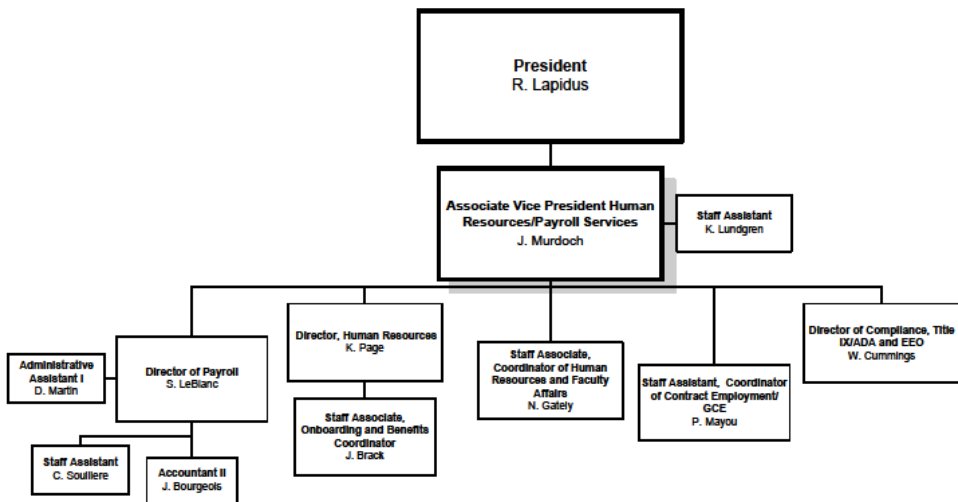 President
R. Lapidus
Associate Vice President Human
Resources/Payroll Services
J. Murdoch
Staff Assistant
K. Lundgren
Administrative
Assistant I
D. Martin
Director of Payroll
S. LeBlanc
Staff Assistant
C. Souliere
Accountant II
J. Bourgeois
Director, Human Resources
K. Page
Staff Associate,
Onboarding and Benefits
Coordinator
J. Brack
Staff Associate,
Coordinator of Human
Resources and Faculty
Affairs
N. Gately
Staff Assistant, Coordinator
of Contract Employment/
GCE
P. Mayou
Director of Compliance, Title
IX/ADA and EEO
W. Cummings